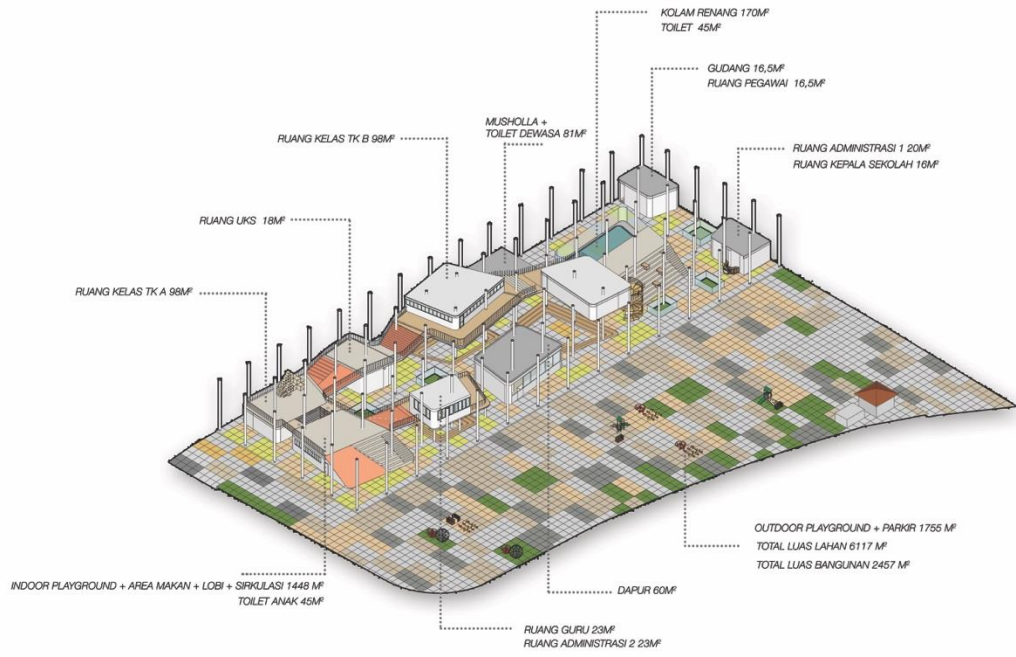 KOLAM RENANG 170M²
TOILET 45M²
GUDANG 16,5M²
RUANG PEGAWAI 16,5M²
MUSHOLLA +
TOILET DEWASA 81M²
RUANG KELAS TK B 98M²
RUANG ADMINISTRASI 1 20M²
RUANG KEPALA SEKOLAH 16M²
RUANG UKS 18M²
RUANG KELAS TK A 98M²
OUTDOOR PLAYGROUND + PARKIR 1755 M²
TOTAL LUAS LAHAN 6117 M²
TOTAL LUAS BANGUNAN 2457 M²
INDOOR PLAYGROUND + AREA MAKAN + LOBI + SIRKULASI 1448 M²
TOILET ANAK 45M²
DAPUR 60M²
RUANG GURU 23M²
RUANG ADMINISTRASI 2 23M²